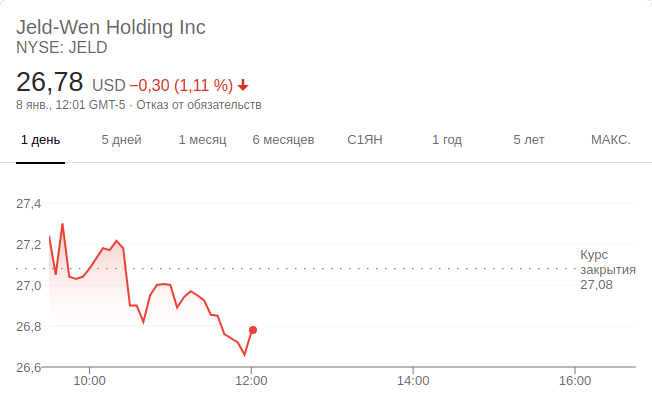 Jeld-Wen Holding Inc
NYSE: JELD
26,78 USD −0,30 (1,11 %)
8 янв., 12:01 GMT-5 · Отказ от обязательств
1 день 5 дней 1 месяц 6 месяцев С1ЯН 1 год 5 лет МАКС.
27,4
27,2
27,0
26,8
26,6
Курс
закрытия
27,08
10:00 12:00 14:00 16:00